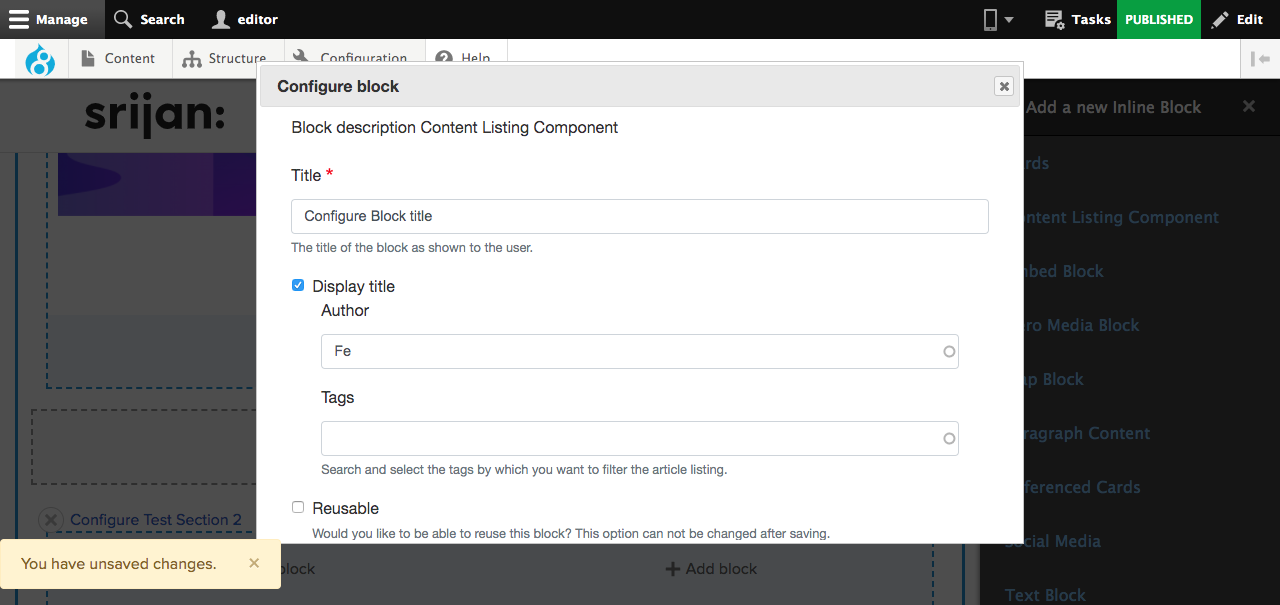 Manage Search editor Tasks PUBLISHED Edit
Content Structure Configuration Help
srijan:
Configure block
Add a new Inline Block
Block description Content Listing Component
Title *
Configure Block title
The title of the block as shown to the user.
Display title
Author
Fe
Tags
Search and select the tags by which you want to filter the article listing.
Reusable
Would you like to be able to reuse this block? This option can not be changed after saving.
rds
ntent Listing Component
bed Block
ro Media Block
ap Block
ragraph Content
ferenced Cards
ocial Media
Text Block
Configure Test Section 2
You have unsaved changes.
block
Add block